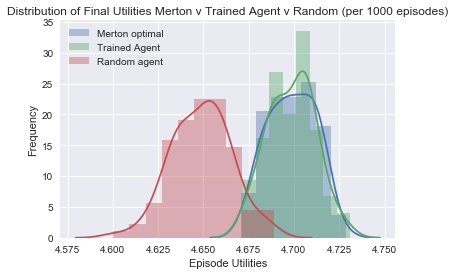 Distribution of Final Utilities Merton v Trained Agent v Random (per 1000 episodes)
35
30
25
20
15
10
5
0
Frequency
Merton optimal
Trained Agent
Random agent
4.575 4.600 4.625 4.650 4.675 4.700 4.725 4.750
Episode Utilities